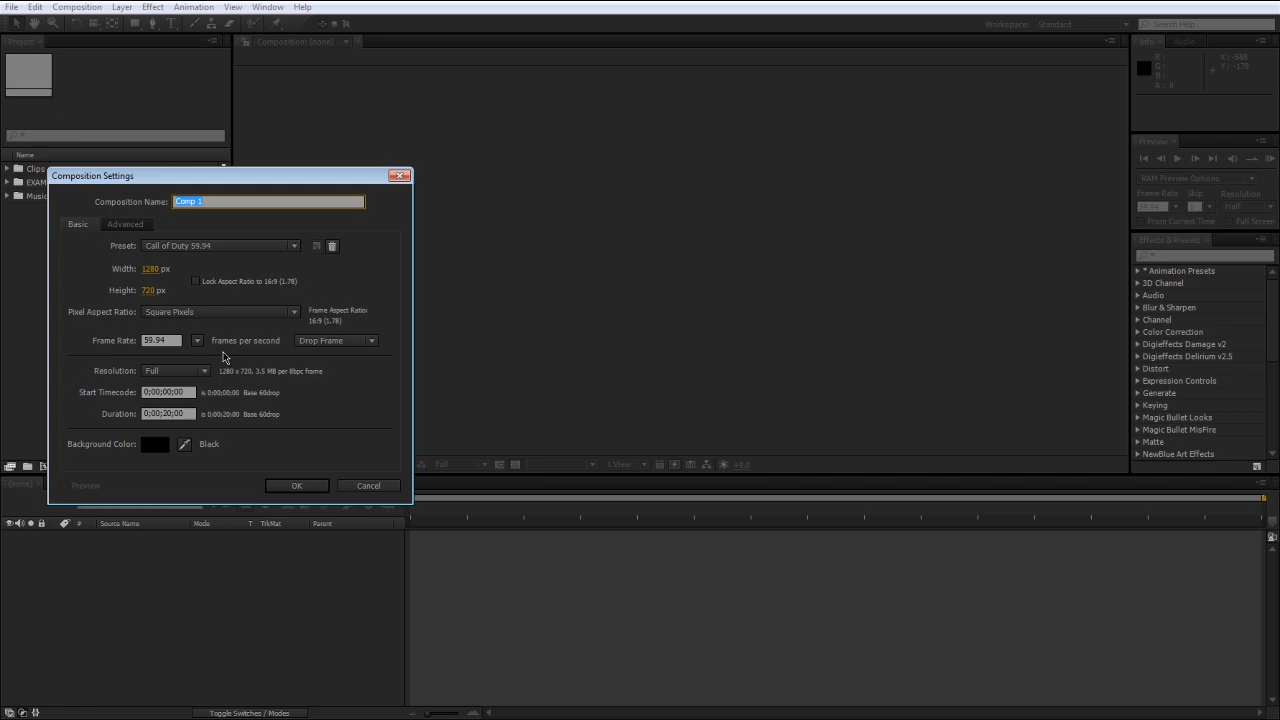 File Edit Composition Layer Effect Animation View Window Help
Workspace: Standard Search Help
Project Composition: (none) Info Audio
R: X: -588
G: Y: -178
B:
A: 0
Preview
Name
Clips
EXAM
Music
RAM Preview Options
Frame Rate Skip Resolution
59.94 Half
From Current Time Full Screen
Composition Settings
Composition Name: Comp 1
Basic Advanced
Preset: Call of Duty 59.94
Width: 1280 px
Lock Aspect Ratio to 16:9 (1.78)
Height: 720 px
Pixel Aspect Ratio: Square Pixels Frame Aspect Ratio:
16:9 (1.78)
Frame Rate: 59.94 frames per second Drop Frame
Resolution: Full 1280 x 720, 3.5 MB per 8bpc frame
Start Timecode: 0;00;00;00 is 0;00;00;00 Base 60drop
Duration: 0;00;20;00 is 0;00;20;00 Base 60drop
Background Color: Black
Preview OK Cancel
Effects & Presets
* Animation Presets
3D Channel
Audio
Blur & Sharpen
Channel
Color Correction
Digieffects Damage v2
Digieffects Delirium v2.5
Distort
Expression Controls
Generate
Keying
Magic Bullet Looks
Magic Bullet MisFire
Matte
NewBlue Art Effects
Full 1 View +0.0
(none)
# Source Name Mode T TrkMat Parent
Toggle Switches / Modes